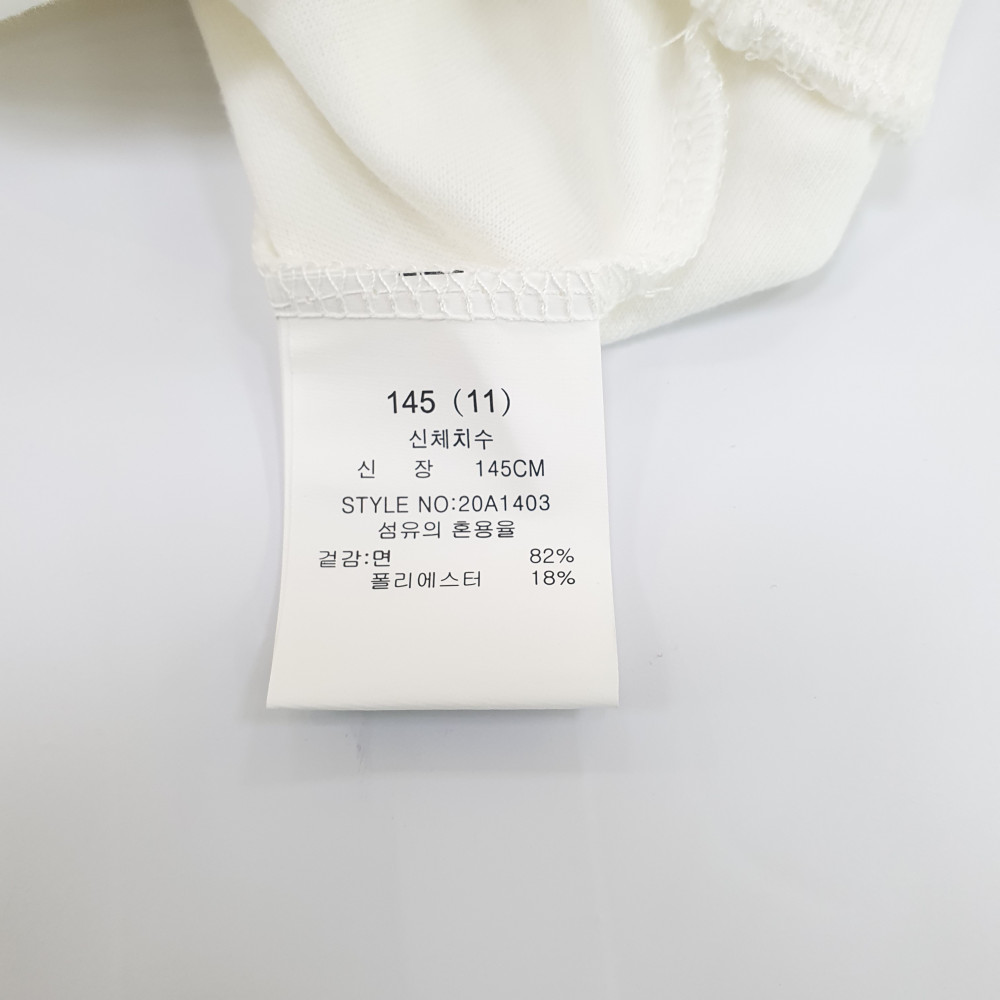 145 (11)
신체치수
신 장 145CM
STYLE NO:20A1403
섬유의 혼용율
겉감:면 82%
폴리에스터 18%